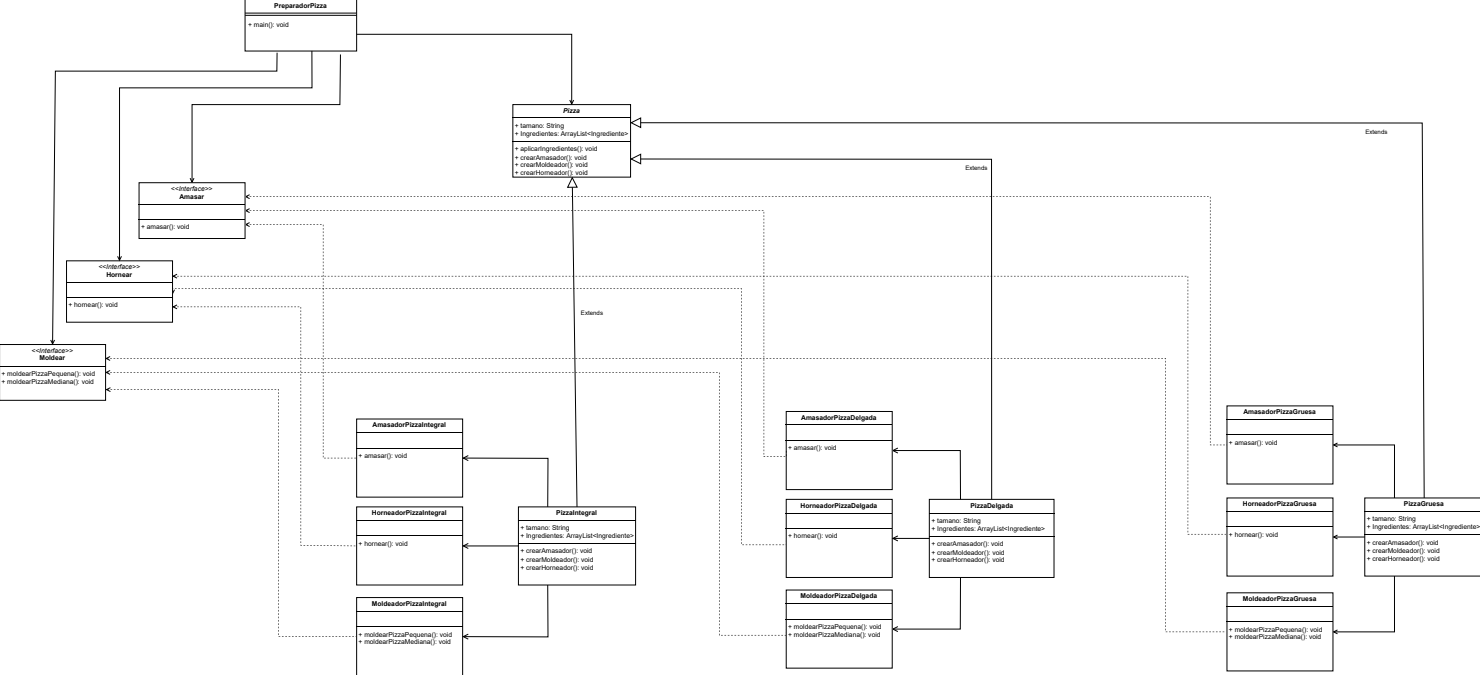 PreparadorPizza
+ main(): void
Pizza
+ tamano: String
+ Ingredientes: ArrayList<Ingrediente>
+ aplicarIngredientes(): void
+ crearAmasador(): void
+ crearMoldeador(): void
+ crearHorneador(): void
Extends
Extends
<<Interface>>
Amasar
+ amasar(): void
<<Interface>>
Hornear
+ hornear(): void
Extends
<<Interface>>
Moldear
+ moldearPizzaPequena(): void
+ moldearPizzaMediana(): void
AmasadorPizzaIntegral
+ amasar(): void
HorneadorPizzaIntegral
+ hornear(): void
MoldeadorPizzaIntegral
+ moldearPizzaPequena(): void
+ moldearPizzaMediana(): void
PizzaIntegral
+ tamano: String
+ Ingredientes: ArrayList<Ingrediente>
+ crearAmasador(): void
+ crearMoldeador(): void
+ crearHorneador(): void
AmasadorPizzaDelgada
+ amasar(): void
HorneadorPizzaDelgada
+ hornear(): void
MoldeadorPizzaDelgada
+ moldearPizzaPequena(): void
+ moldearPizzaMediana(): void
PizzaDelgada
+ tamano: String
+ Ingredientes: ArrayList<Ingrediente>
+ crearAmasador(): void
+ crearMoldeador(): void
+ crearHorneador(): void
AmasadorPizzaGruesa
+ amasar(): void
HorneadorPizzaGruesa
+ hornear(): void
MoldeadorPizzaGruesa
+ moldearPizzaPequena(): void
+ moldearPizzaMediana(): void
PizzaGruesa
+ tamano: String
+ Ingredientes: ArrayList<Ingrediente>
+ crearAmasador(): void
+ crearMoldeador(): void
+ crearHorneador(): void